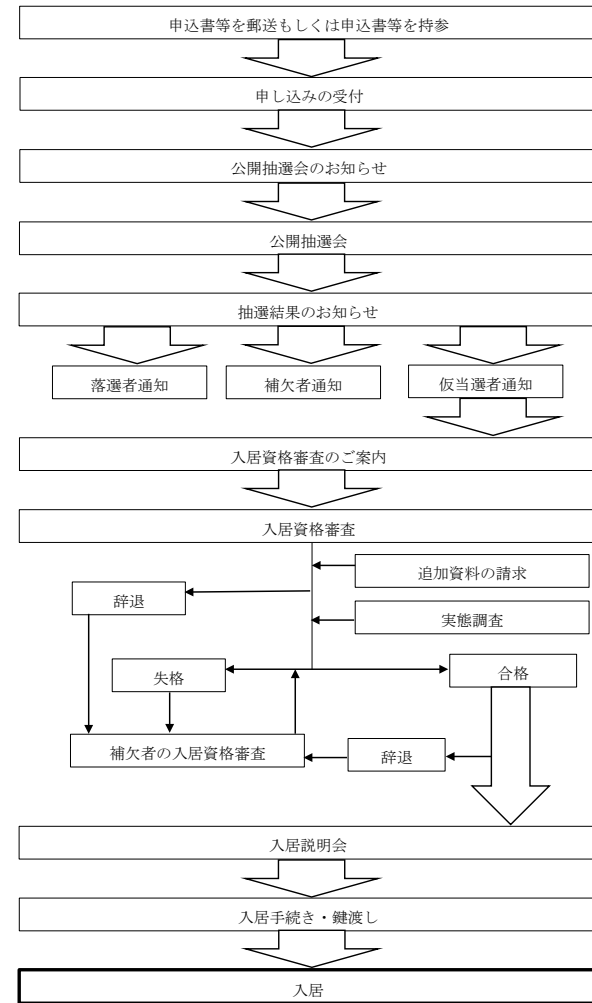 申込書等を郵送もしくは申込書等を持参
申し込みの受付
公開抽選会のお知らせ
公開抽選会
抽選結果のお知らせ
落選者通知
補欠者通知
仮当選者通知
入居資格審査のご案内
入居資格審査
追加資料の請求
辞退
実態調査
失格
合格
補欠者の入居資格審査
辞退
入居説明会
入居手続き・鍵渡し
入居